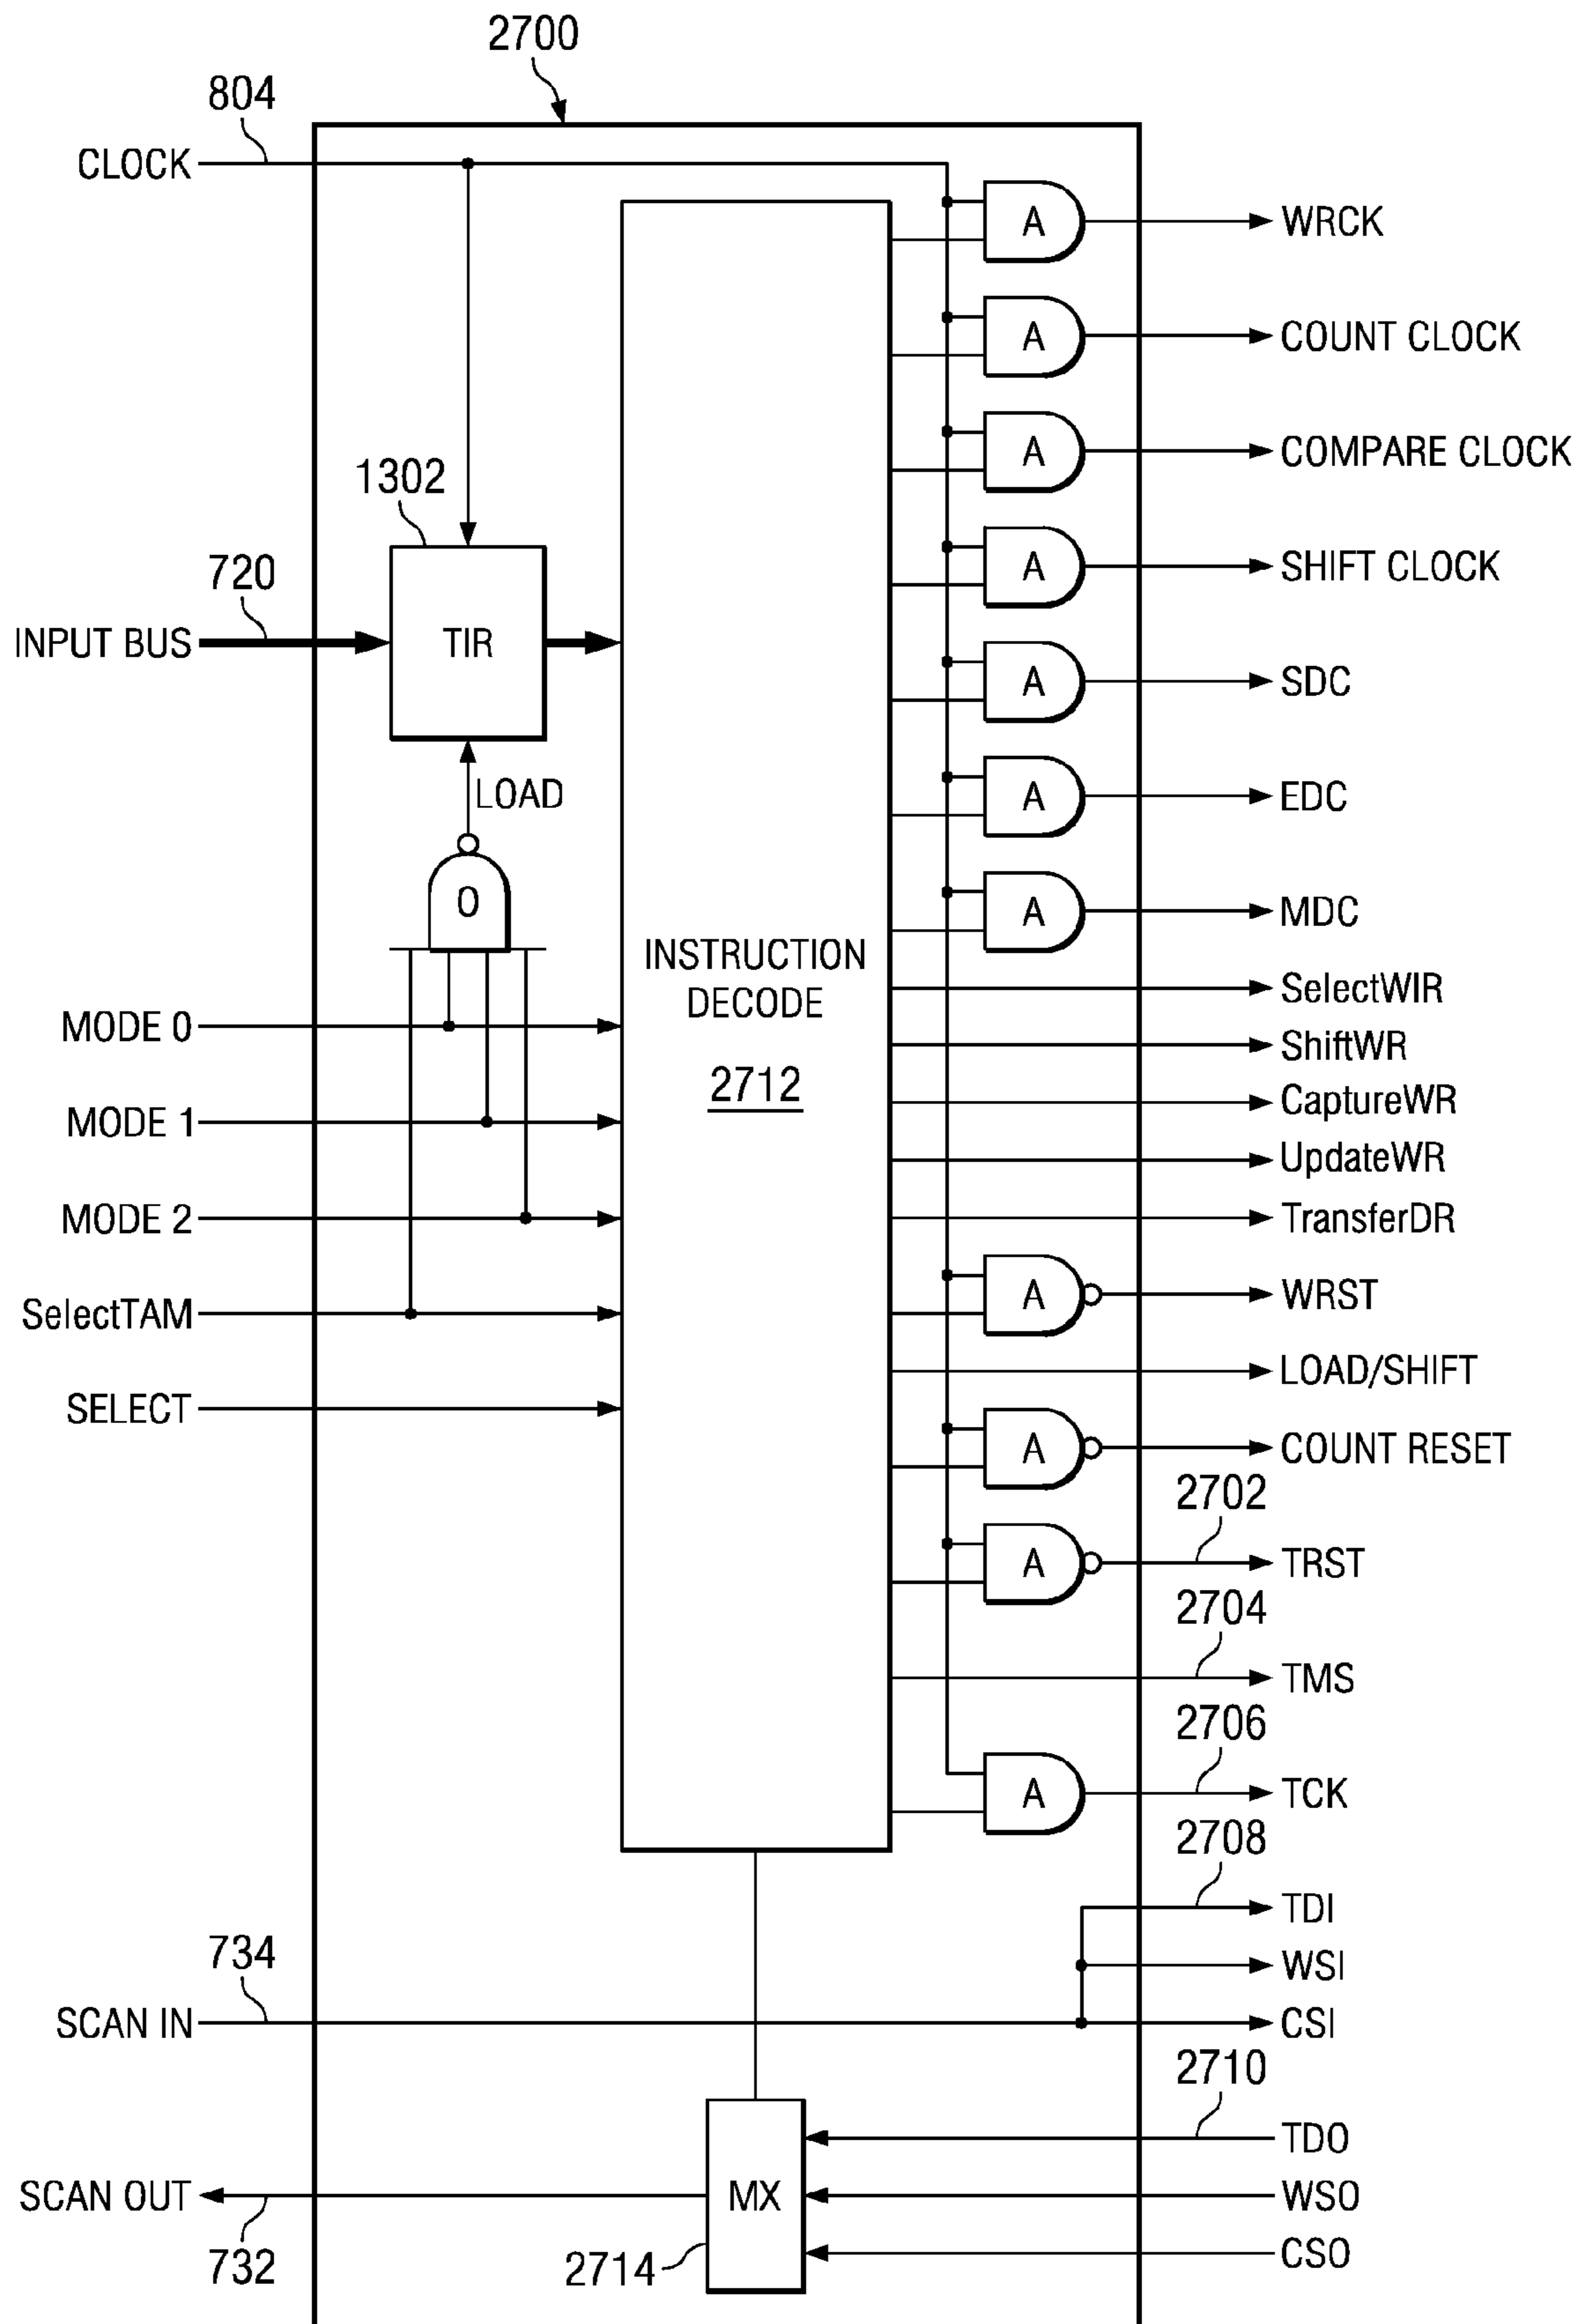 2700
804
CLOCK
A
WRCK
A
COUNT CLOCK
A
COMPARE CLOCK
1302
A
SHIFT CLOCK
720
INPUT BUS
TIR
A
SDC
LOAD
A
EDC
O
A
MDC
INSTRUCTION
DECODE
2712
SelectWIR
MODE 0
ShiftWR
CaptureWR
MODE 1
UpdateWR
MODE 2
TransferDR
SelectTAM
A
WRST
LOAD/SHIFT
SELECT
A
COUNT RESET
2702
A
TRST
2704
TMS
2706
A
TCK
2708
TDI
734
WSI
SCAN IN
CSI
2710
TDO
SCAN OUT
MX
WSO
732
2714
CSO